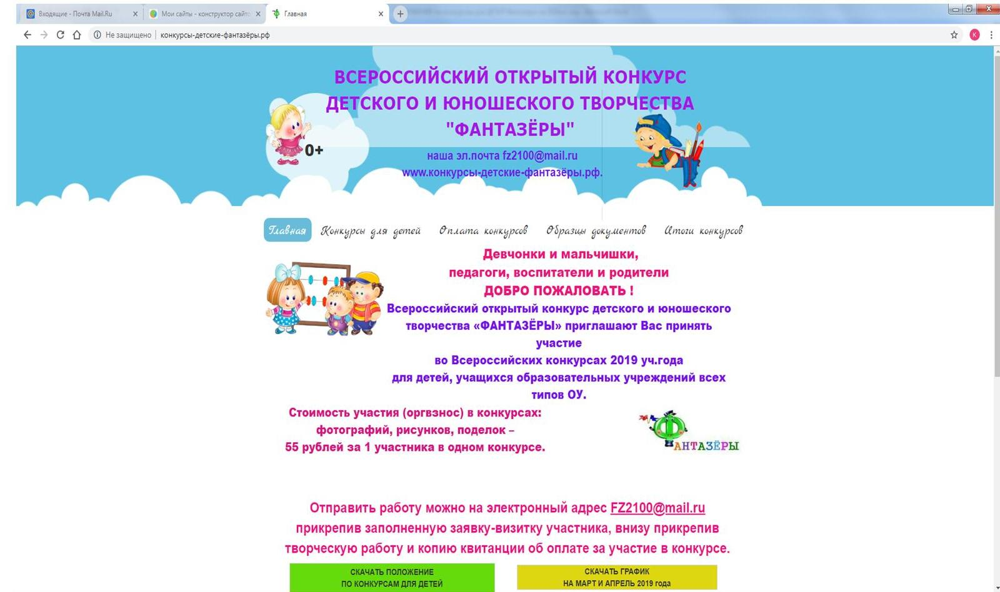 Входящие - Почта Mail.Ru
Мои сайты - конструктор сайто
Главная
Не защищено
конкурсы-детские-фантазёры.рф
К
ВСЕРОССИЙСКИЙ ОТКРЫТЫЙ КОНКУРС
ДЕТСКОГО И ЮНОШЕСКОГО ТВОРЧЕСТВА
"ФАНТАЗЁРЫ"
0+
наша эл.почта fz2100@mail.ru
www.конкурсы-детские-фантазёры.рф.
Главная Конкурсы для детей Оплата конкурсов Образцы документов Итоги конкурсов
Девчонки и мальчишки,
педагоги, воспитатели и родители
ДОБРО ПОЖАЛОВАТЬ !
Всероссийский открытый конкурс детского и юношеского
творчества «ФАНТАЗЁРЫ» приглашают Вас принять
участие
во Всероссийских конкурсах 2019 уч.года
для детей, учащихся образовательных учреждений всех
типов ОУ.
Стоимость участия (оргвзнос) в конкурсах:
фотографий, рисунков, поделок –
55 рублей за 1 участника в одном конкурсе.
ФАНТАЗЁРЫ
Отправить работу можно на электронный адрес FZ2100@mail.ru
прикрепив заполненную заявку-визитку участника, внизу прикрепив
творческую работу и копию квитанции об оплате за участие в конкурсе.
СКАЧАТЬ ПОЛОЖЕНИЕ
ПО КОНКУРСАМ ДЛЯ ДЕТЕЙ
СКАЧАТЬ ГРАФИК
НА МАРТ И АПРЕЛЬ 2019 года